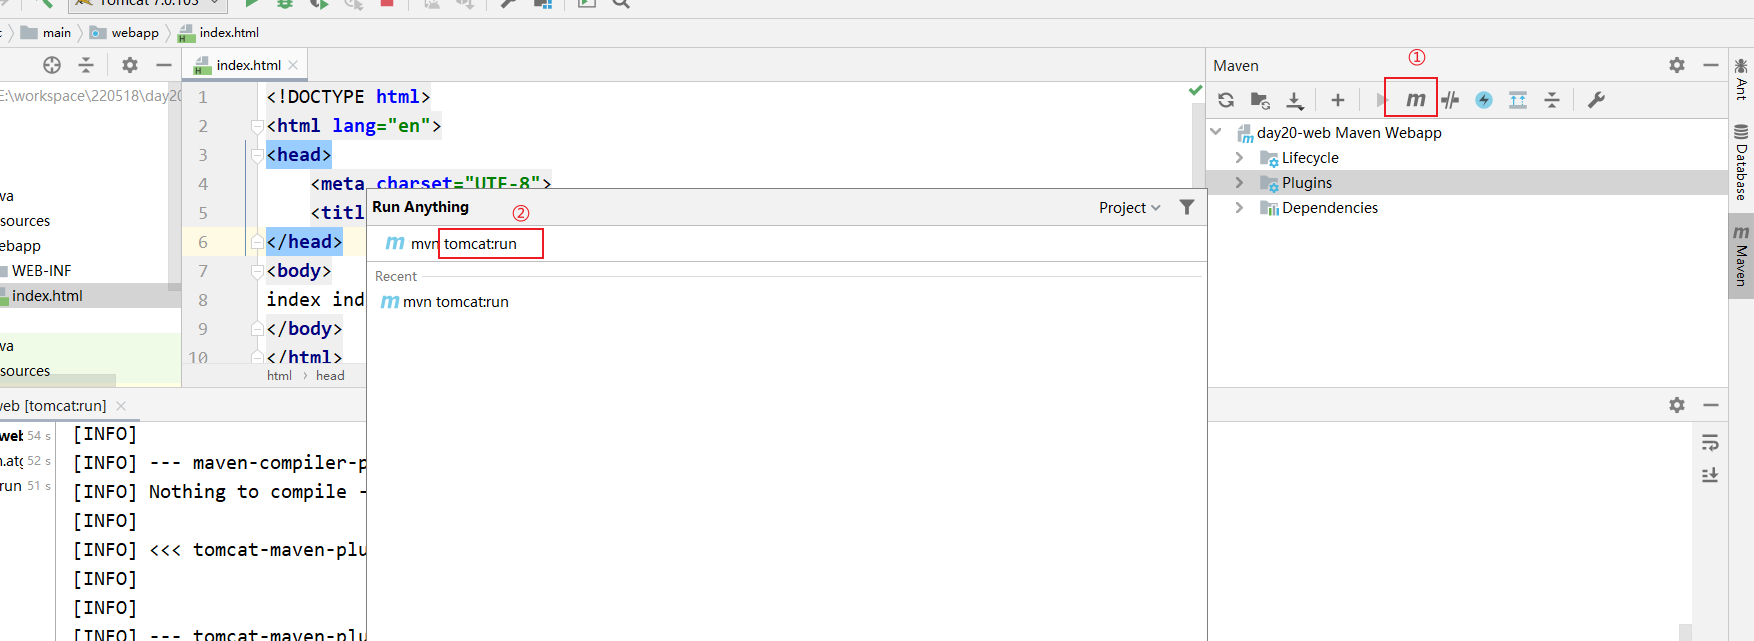 Tomcat 7.0.103
main webapp index.html
index.html
E:\workspace\220518\day20
sources
ebapp
WEB-INF
index.html
sources
1 <!DOCTYPE html>
2 <html lang="en">
3 <head>
4 <meta charset="UTF-8">
5 <titl
6 </head>
7 <body>
8 index ind
9 </body>
10 </html>
html › head
Run Anything
②
Project
m mvn tomcat:run
Recent
m mvn tomcat:run
Maven
①
m
day20-web Maven Webapp
Lifecycle
Plugins
Dependencies
Ant
Database
m Maven
web [tomcat:run]
web 54 s
52 s
run 51 s
[INFO]
[INFO] --- maven-compiler-p
[INFO] Nothing to compile -
[INFO]
[INFO] <<< tomcat-maven-plu
[INFO]
[INFO]
[INFO] --- tomcat-maven-plu